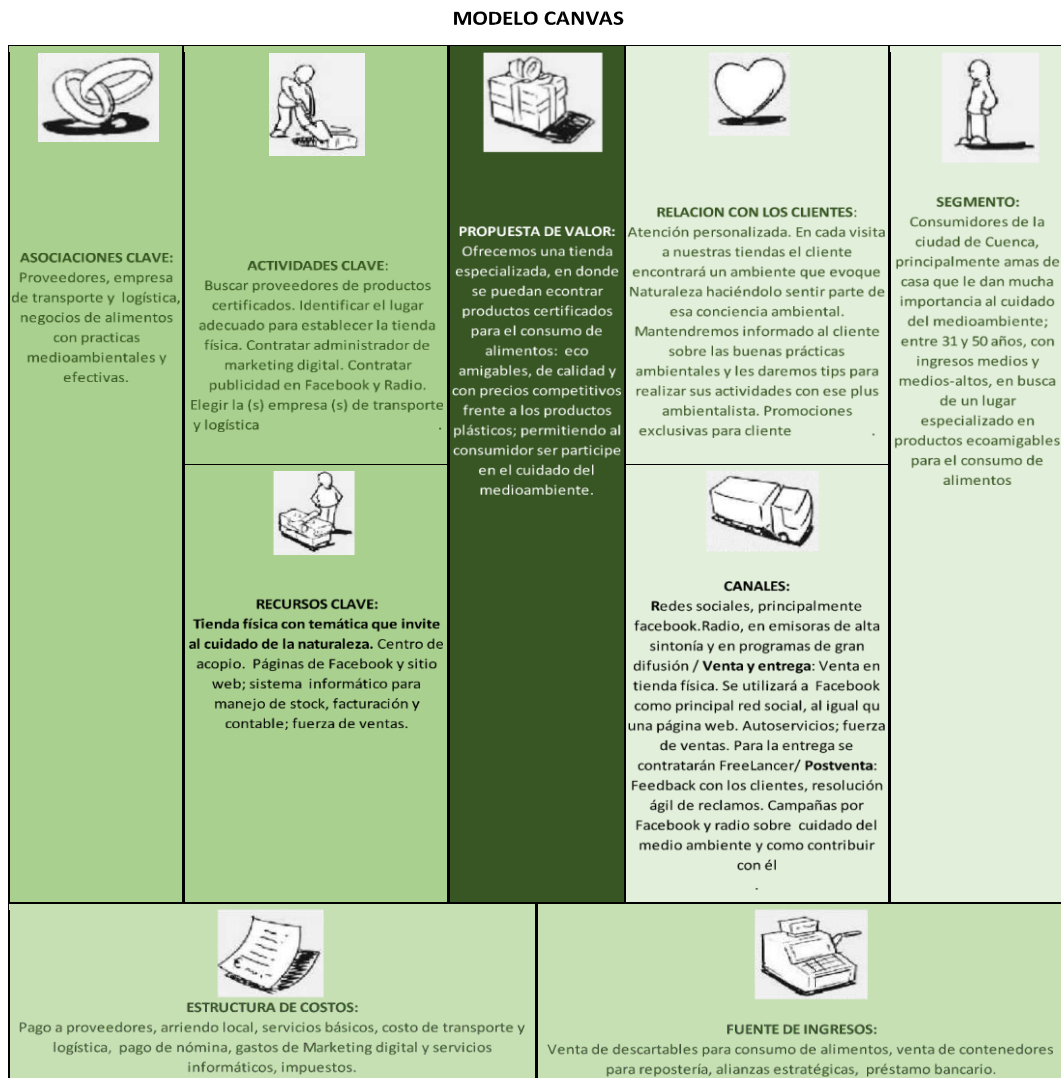 MODELO CANVAS
ASOCIACIONES CLAVE:
Proveedores, empresa
de transporte y logística,
negocios de alimentos
con practicas
medioambientales y
efectivas.
ACTIVIDADES CLAVE:
Buscar proveedores de productos
certificados. Identificar el lugar
adecuado para establecer la tienda
física. Contratar administrador de
marketing digital. Contratar
publicidad en Facebook y Radio.
Elegir la (s) empresa (s) de transporte
y logística .
RECURSOS CLAVE:
Tienda física con temática que invite
al cuidado de la naturaleza. Centro de
acopio. Páginas de Facebook y sitio
web; sistema informático para
manejo de stock, facturación y
contable; fuerza de ventas.
PROPUESTA DE VALOR:
Ofrecemos una tienda
especializada, en donde
se puedan econtrar
productos certificados
para el consumo de
alimentos: eco
amigables, de calidad y
con precios competitivos
frente a los productos
plásticos; permitiendo al
consumidor ser participe
en el cuidado del
medioambiente.
RELACION CON LOS CLIENTES:
Atención personalizada. En cada visita
a nuestras tiendas el cliente
encontrará un ambiente que evoque
Naturaleza haciéndolo sentir parte de
esa conciencia ambiental.
Mantendremos informado al cliente
sobre las buenas prácticas
ambientales y les daremos tips para
realizar sus actividades con ese plus
ambientalista. Promociones
exclusivas para cliente .
CANALES:
Redes sociales, principalmente
facebook.Radio, en emisoras de alta
sintonía y en programas de gran
difusión / Venta y entrega: Venta en
tienda física. Se utilizará a Facebook
como principal red social, al igual qu
una página web. Autoservicios; fuerza
de ventas. Para la entrega se
contratarán FreeLancer/ Postventa:
Feedback con los clientes, resolución
ágil de reclamos. Campañas por
Facebook y radio sobre cuidado del
medio ambiente y como contribuir
con él
.
SEGMENTO:
Consumidores de la
ciudad de Cuenca,
principalmente amas de
casa que le dan mucha
importancia al cuidado
del medioambiente;
entre 31 y 50 años, con
ingresos medios y
medios-altos, en busca
de un lugar
especializado en
productos ecoamigables
para el consumo de
alimentos
ESTRUCTURA DE COSTOS:
Pago a proveedores, arriendo local, servicios básicos, costo de transporte y
logística, pago de nómina, gastos de Marketing digital y servicios
informáticos, impuestos.
FUENTE DE INGRESOS:
Venta de descartables para consumo de alimentos, venta de contenedores
para repostería, alianzas estratégicas, préstamo bancario.